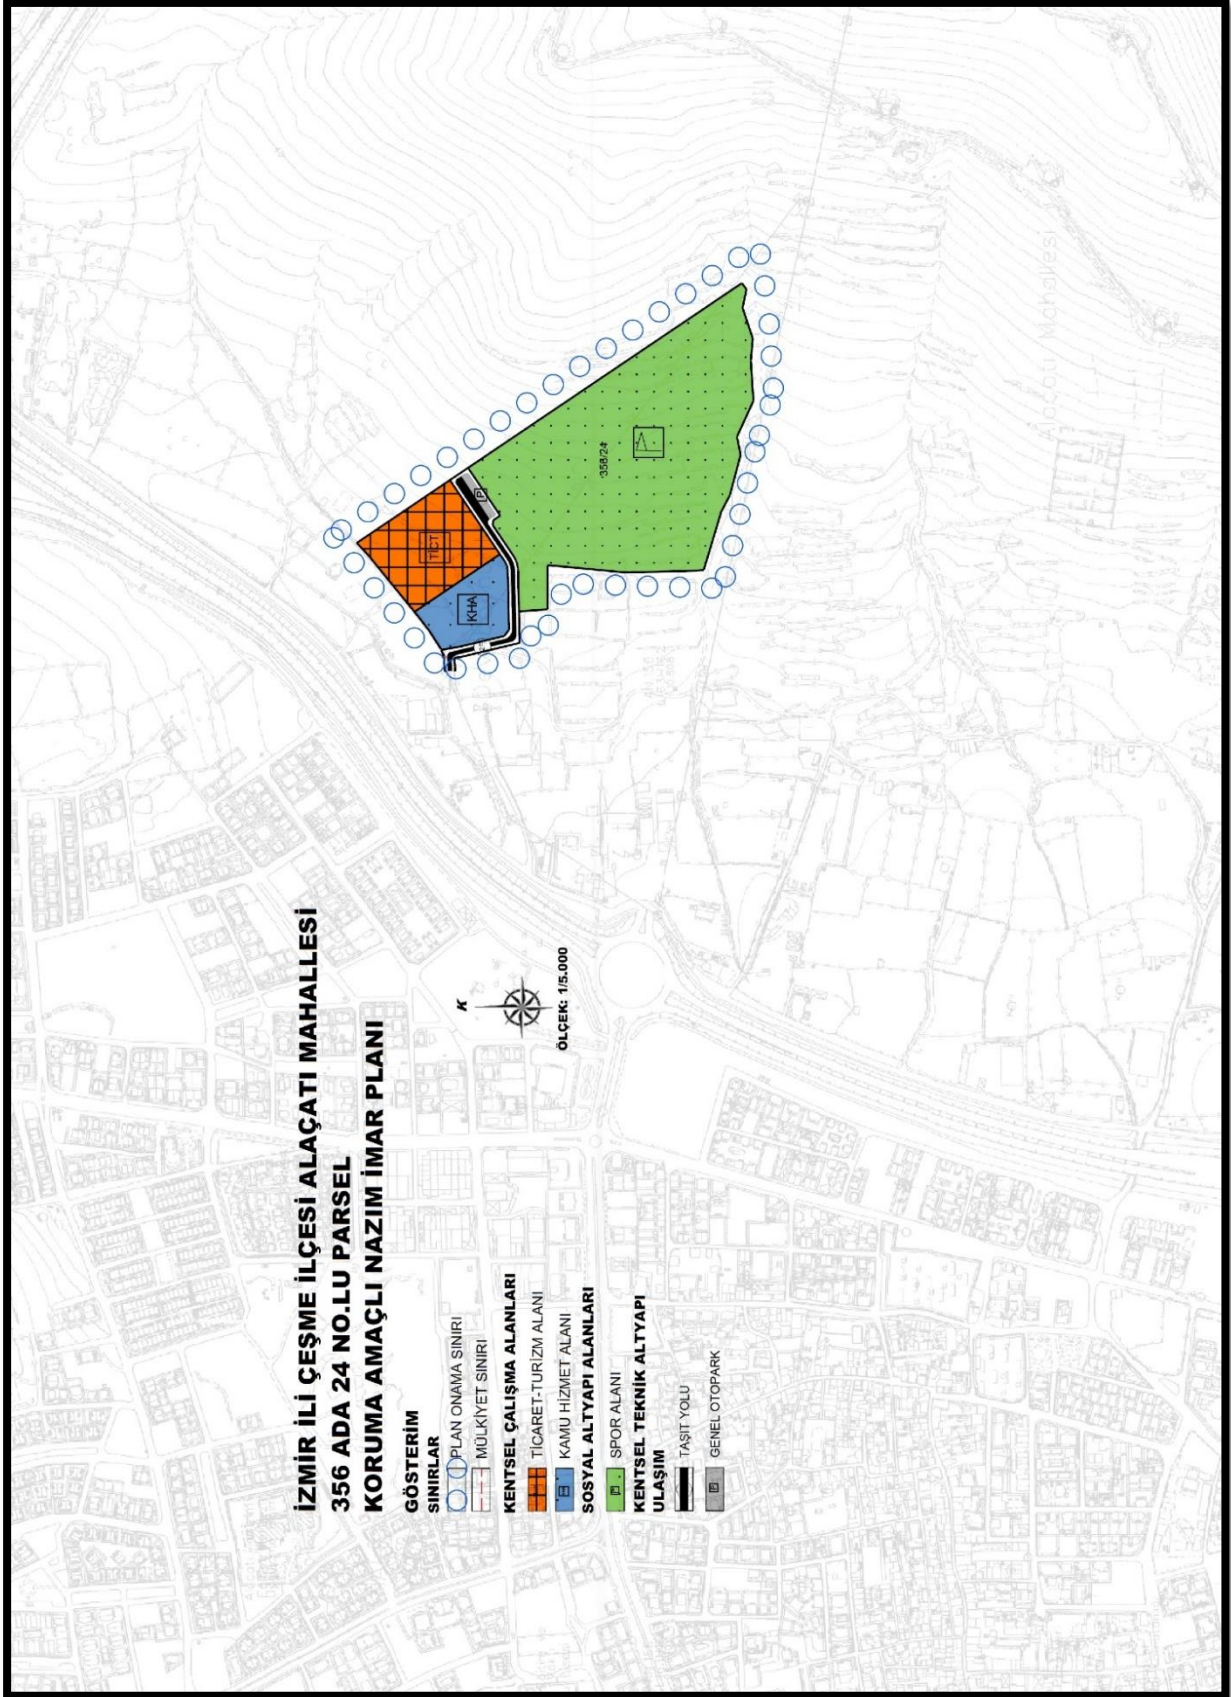 İZMİR İLİ ÇEŞME İLÇESİ ALAÇATI MAHALLESİ
356 ADA 24 NO.LU PARSEL
KORUMA AMAÇLI NAZIM İMAR PLANI
GÖSTERİM
SINIRLAR
PLAN ONAMA SINIRI
MÜLKİYET SINIRI
KENTSEL ÇALIŞMA ALANLARI
TİCARET-TURİZM ALANI
KAMU HİZMET ALANI
SOSYAL ALTYAPI ALANLARI
SPOR ALANI
KENTSEL TEKNİK ALTYAPI
ULAŞIM
TAŞIT YOLU
GENEL OTOPARK
P
K
ÖLÇEK: 1/5.000
TİCT
KHA
P
356/24